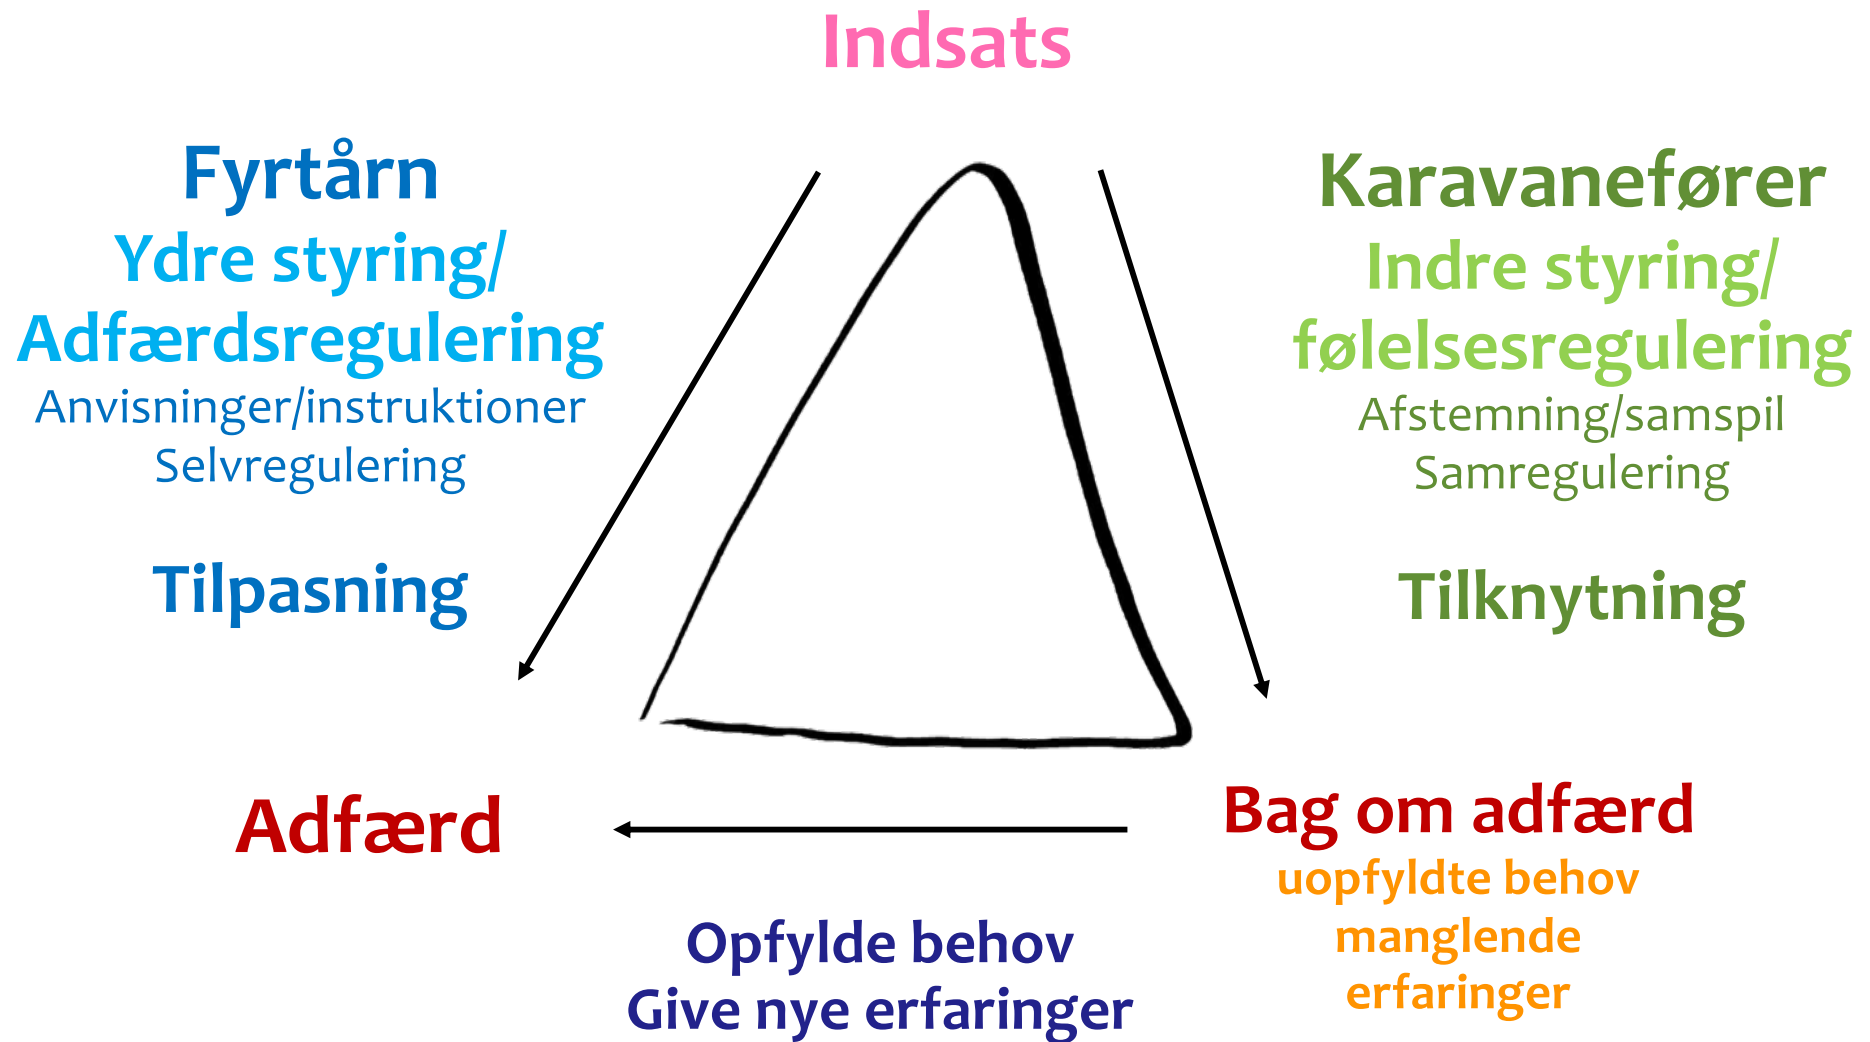 Indsats
Fyrtårn
Ydre styring/
Adfærdsregulering
Anvisninger/instruktioner
Selvregulering
Tilpasning
Karavanefører
Indre styring/
følelsesregulering
Afstemning/samspil
Samregulering
Tilknytning
Adfærd
Bag om adfærd
uopfyldte behov
manglende
erfaringer
Opfylde behov
Give nye erfaringer